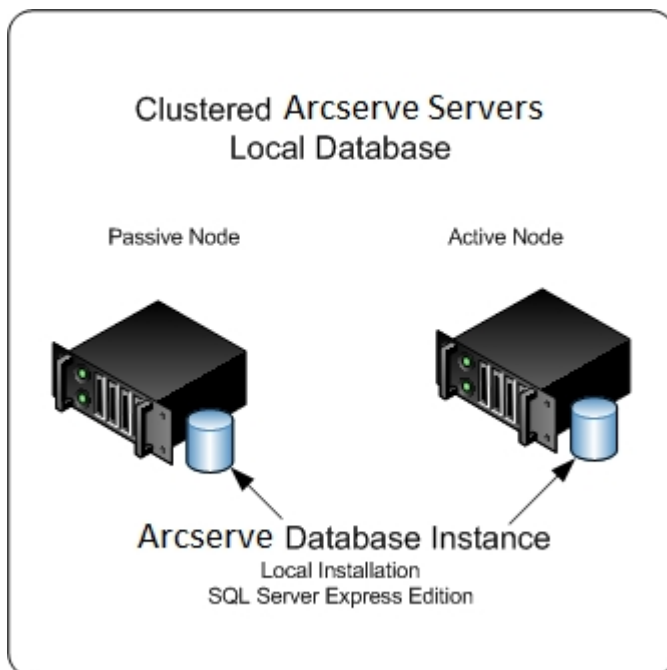 Clustered Arcserve Servers
Local Database
Passive Node
Active Node
Arcserve Database Instance
Local Installation
SQL Server Express Edition